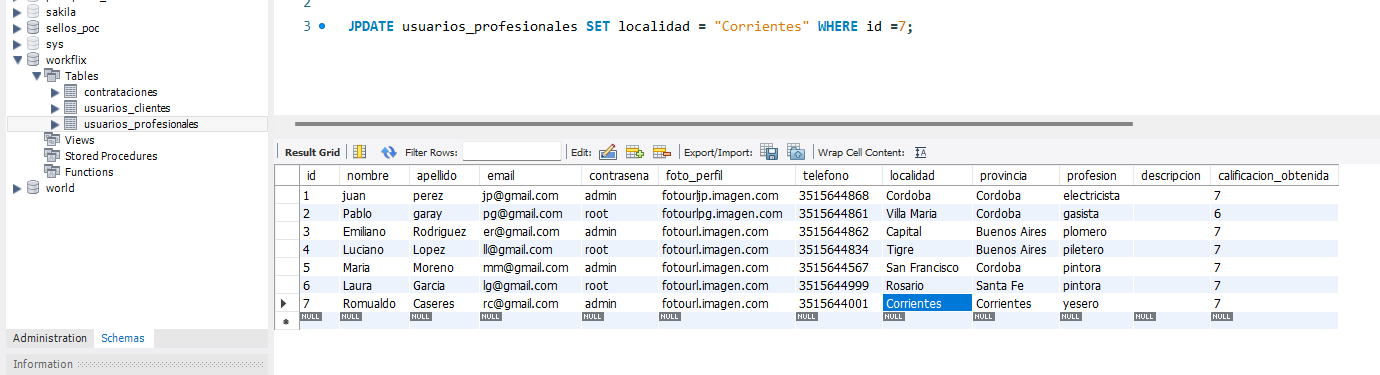 sakila
sellos_poc
sys
workflix
Tables
contrataciones
usuarios_clientes
usuarios_profesionales
Views
Stored Procedures
Functions
world
Administration Schemas
Information
2
3 JPDATE usuarios_profesionales SET localidad = "Corrientes" WHERE id =7;
Result Grid Filter Rows: Edit: Export/Import: Wrap Cell Content:
id nombre apellido email contrasena foto_perfil telefono localidad provincia profesion descripcion calificacion_obtenida
1 juan perez jp@gmail.com admin fotourljp.imagen.com 3515644868 Cordoba Cordoba electricista 7
2 Pablo garay pg@gmail.com root fotourlpg.imagen.com 3515644861 Villa Maria Cordoba gasista 6
3 Emiliano Rodriguez er@gmail.com admin fotourl.imagen.com 3515644862 Capital Buenos Aires plomero 7
4 Luciano Lopez ll@gmail.com root fotourl.imagen.com 3515644834 Tigre Buenos Aires piletero 7
5 Maria Moreno mm@gmail.com admin fotourl.imagen.com 3515644567 San Francisco Cordoba pintora 7
6 Laura Garcia lg@gmail.com root fotourl.imagen.com 3515644999 Rosario Santa Fe pintora 7
7 Romualdo Caseres rc@gmail.com admin fotourl.imagen.com 3515644001 Corrientes Corrientes yesero 7
NULL NULL NULL NULL NULL NULL NULL NULL NULL NULL NULL NULL